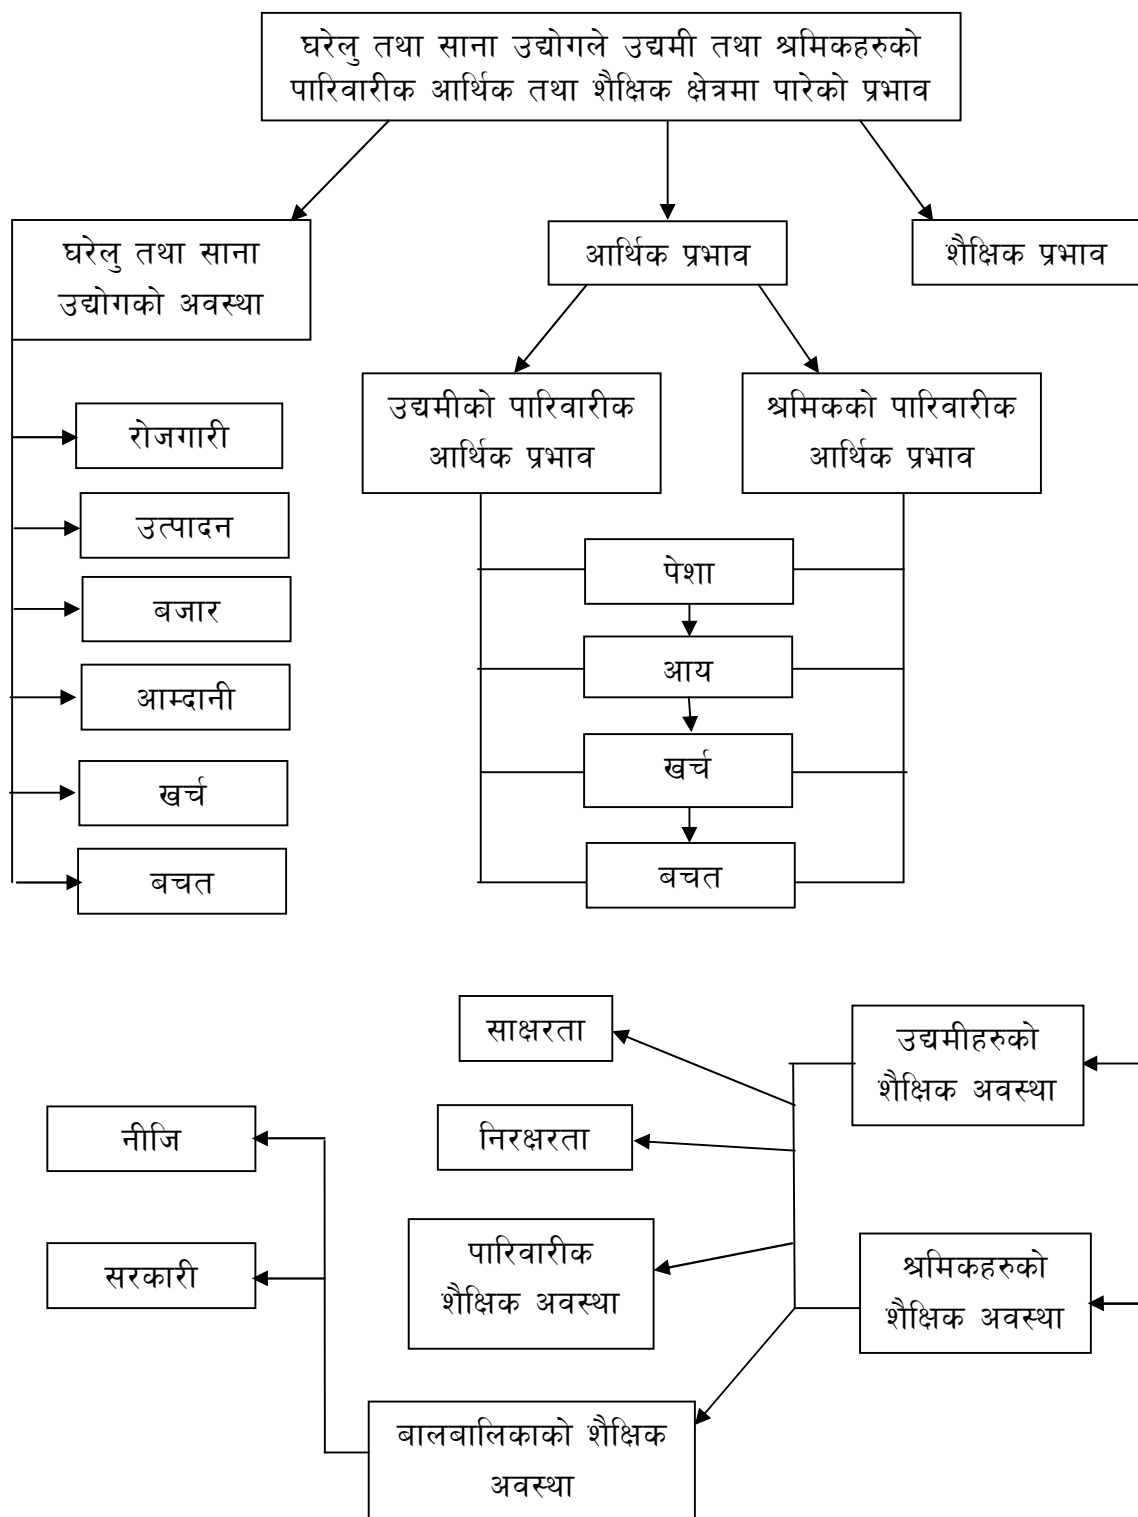 घरेलु तथा साना उद्योगले उद्यमी तथा श्रमिकहरुको
पारिवारीक आर्थिक तथा शैक्षिक क्षेत्रमा पारेको प्रभाव
घरेलु तथा साना
उद्योगको अवस्था
आर्थिक प्रभाव
शैक्षिक प्रभाव
उद्यमीको पारिवारीक
आर्थिक प्रभाव
श्रमिकको पारिवारीक
आर्थिक प्रभाव
रोजगारी
उत्पादन
बजार
आम्दानी
खर्च
बचत
पेशा
आय
खर्च
बचत
उद्यमीहरुको
शैक्षिक अवस्था
श्रमिकहरुको
शैक्षिक अवस्था
साक्षरता
निरक्षरता
पारिवारीक
शैक्षिक अवस्था
बालबालिकाको शैक्षिक
अवस्था
नीजि
सरकारी